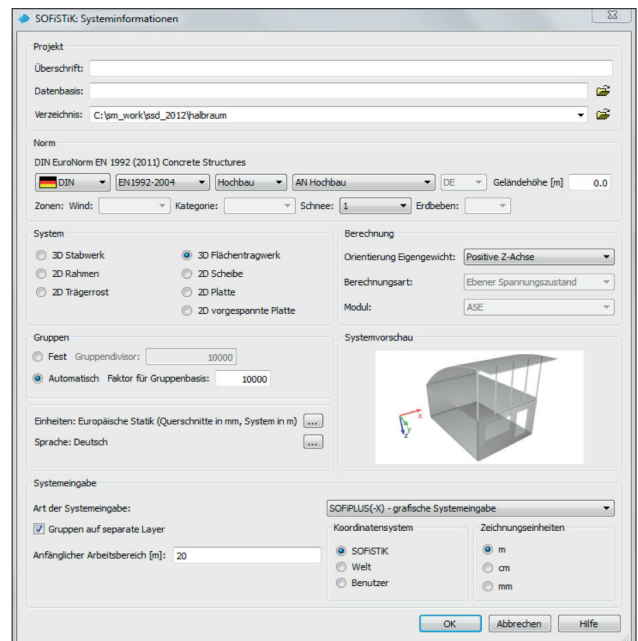 SOFiSTiK: Systeminformationen
Projekt
Überschrift:
Datenbasis:
Verzeichnis: C:\sm_work\ssd_2012\halbraum
Norm
DIN EuroNorm EN 1992 (2011) Concrete Structures
DIN EN1992-2004 Hochbau AN Hochbau DE Geländehöhe [m] 0.0
Zonen: Wind: Kategorie: Schnee: 1 Erdbeben:
System
3D Stabwerk 3D Flächentragwerk
2D Rahmen 2D Scheibe
2D Trägerrost 2D Platte
2D vorgespannte Platte
Berechnung
Orientierung Eigengewicht: Positive Z-Achse
Berechnungsart: Ebener Spannungszustand
Modul: ASE
Gruppen
Fest Gruppendivisor: 10000
Automatisch Faktor für Gruppenbasis: 10000
Systemvorschau
x
y
z
Einheiten: Europäische Statik (Querschnitte in mm, System in m) ...
Sprache: Deutsch ...
Systemeingabe
Art der Systemeingabe: SOFiPLUS(-X) - grafische Systemeingabe
Gruppen auf separate Layer
Anfänglicher Arbeitsbereich [m]: 20
Koordinatensystem
SOFiSTiK
Welt
Benutzer
Zeichnungseinheiten
m
cm
mm
OK Abbrechen Hilfe